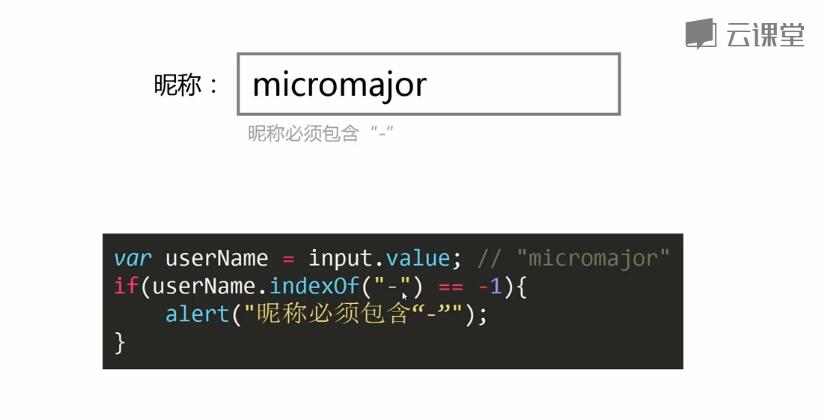 云课堂
昵称： micromajor
昵称必须包含“-”
var userName = input.value; // "micromajor"
if(userName.indexOf("-") == -1){
    alert("昵称必须包含“-”");
}